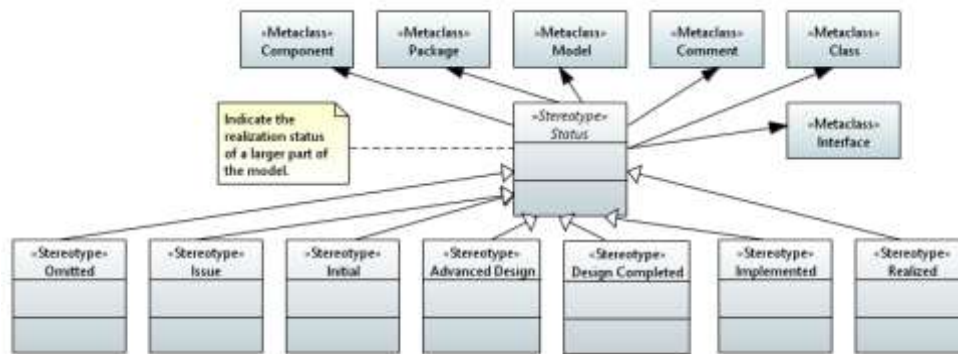 «Metaclass»
Component
«Metaclass»
Package
«Metaclass»
Model
«Metaclass»
Comment
«Metaclass»
Class
Indicate the
realization status
of a larger part of
the model.
«Stereotype»
Status
«Metaclass»
Interface
«Stereotype»
Omitted
«Stereotype»
Issue
«Stereotype»
Initial
«Stereotype»
Advanced Design
«Stereotype»
Design Completed
«Stereotype»
Implemented
«Stereotype»
Realized